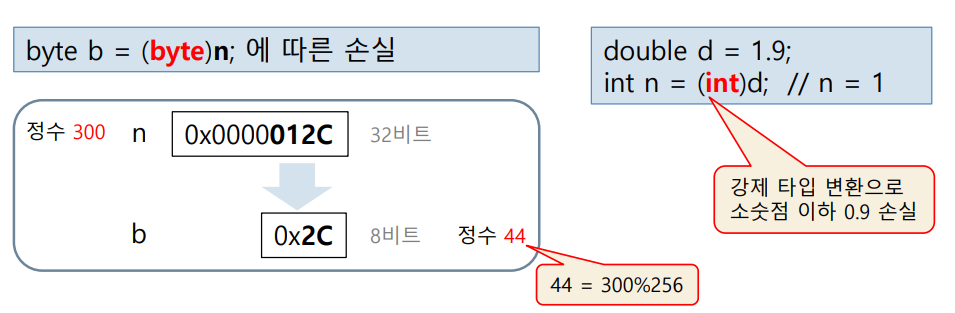 byte b = (byte)n; 에 따른 손실
정수 300 n 0x0000012C 32비트
b 0x2C 8비트 정수 44
44 = 300%256
double d = 1.9;
int n = (int)d; // n = 1
강제 타입 변환으로
소숫점 이하 0.9 손실